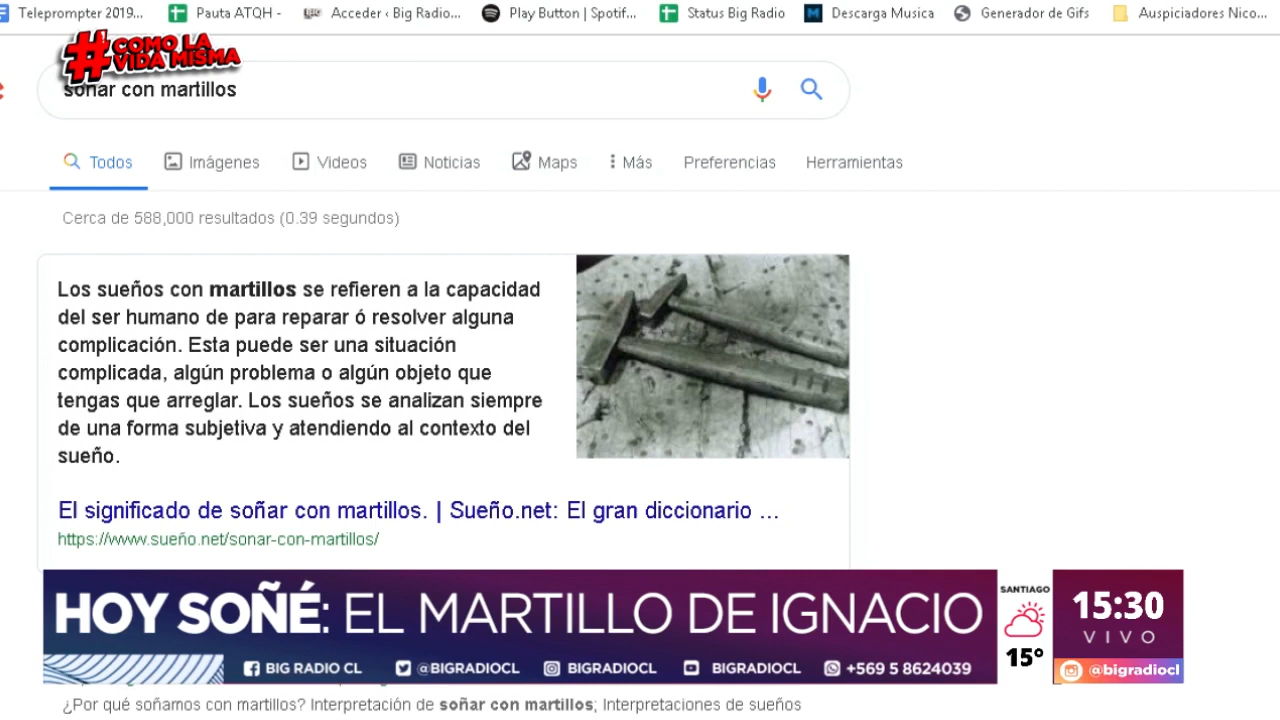 Teleprompter 2019...
Pauta ATQH -
Acceder ‹ Big Radio...
Play Button | Spotif...
Status Big Radio
Descarga Musica
Generador de Gifs
Auspiciadores Nico...
#COMO LA
VIDA MISMA
soñar con martillos
Todos
Imágenes
Videos
Noticias
Maps
Más
Preferencias
Herramientas
Cerca de 588,000 resultados (0.39 segundos)
Los sueños con martillos se refieren a la capacidad
del ser humano de para reparar ó resolver alguna
complicación. Esta puede ser una situación
complicada, algún problema o algún objeto que
tengas que arreglar. Los sueños se analizan siempre
de una forma subjetiva y atendiendo al contexto del
sueño.
El significado de soñar con martillos. | Sueño.net: El gran diccionario ...
https://www.sueño.net/sonar-con-martillos/
HOY SOÑÉ: EL MARTILLO DE IGNACIO
BIG RADIO CL
@BIGRADIOCL
BIGRADIOCL
BIGRADIOCL
+569 5 8624039
SANTIAGO
15°
15:30
VIVO
@bigradiocl
¿Por qué soñamos con martillos? Interpretación de soñar con martillos; Interpretaciones de sueños